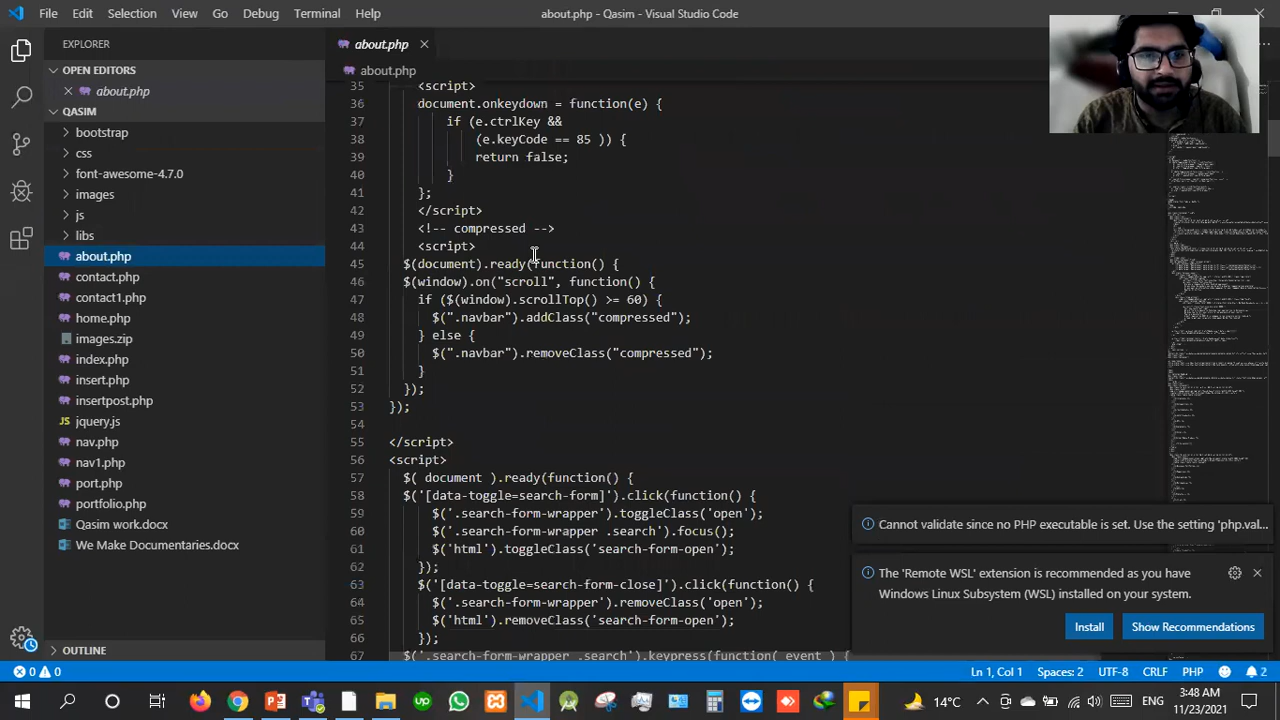 File Edit Selection View Go Debug Terminal Help
about.php - Qasim - Visual Studio Code
EXPLORER
OPEN EDITORS
about.php
QASIM
bootstrap
css
font-awesome-4.7.0
images
js
libs
about.php
contact.php
contact1.php
home.php
images.zip
index.php
insert.php
insertpost.php
jquery.js
nav.php
nav1.php
port.php
portfolio.php
Qasim work.docx
We Make Documentaries.docx
OUTLINE
about.php
about.php
35 <script>
36 document.onkeydown = function(e) {
37 if (e.ctrlKey &&
38 (e.keyCode == 85 )) {
39 return false;
40 }
41 };
42 </script>
43 <!-- compressed -->
44 <script>
45 $(document).ready(function() {
46 $(window).on("scroll", function() {
47 if ($(window).scrollTop() >= 60) {
48 $(".navbar").addClass("compressed");
49 } else {
50 $(".navbar").removeClass("compressed");
51 }
52 });
53 });
54
55 </script>
56 <script>
57 $( document ).ready(function() {
58 $('[data-toggle=search-form]').click(function() {
59 $('.search-form-wrapper').toggleClass('open');
60 $('.search-form-wrapper .search').focus();
61 $('html').toggleClass('search-form-open');
62 });
63 $('[data-toggle=search-form-close]').click(function() {
64 $('.search-form-wrapper').removeClass('open');
65 $('html').removeClass('search-form-open');
66 });
67 $('.search-form-wrapper .search').keypress(function( event ) {
Cannot validate since no PHP executable is set. Use the setting 'php.val...
The 'Remote WSL' extension is recommended as you have
Windows Linux Subsystem (WSL) installed on your system.
Install Show Recommendations
0 0 Ln 1, Col 1 Spaces: 2 UTF-8 CRLF PHP 2
14°C ENG 3:48 AM
11/23/2021